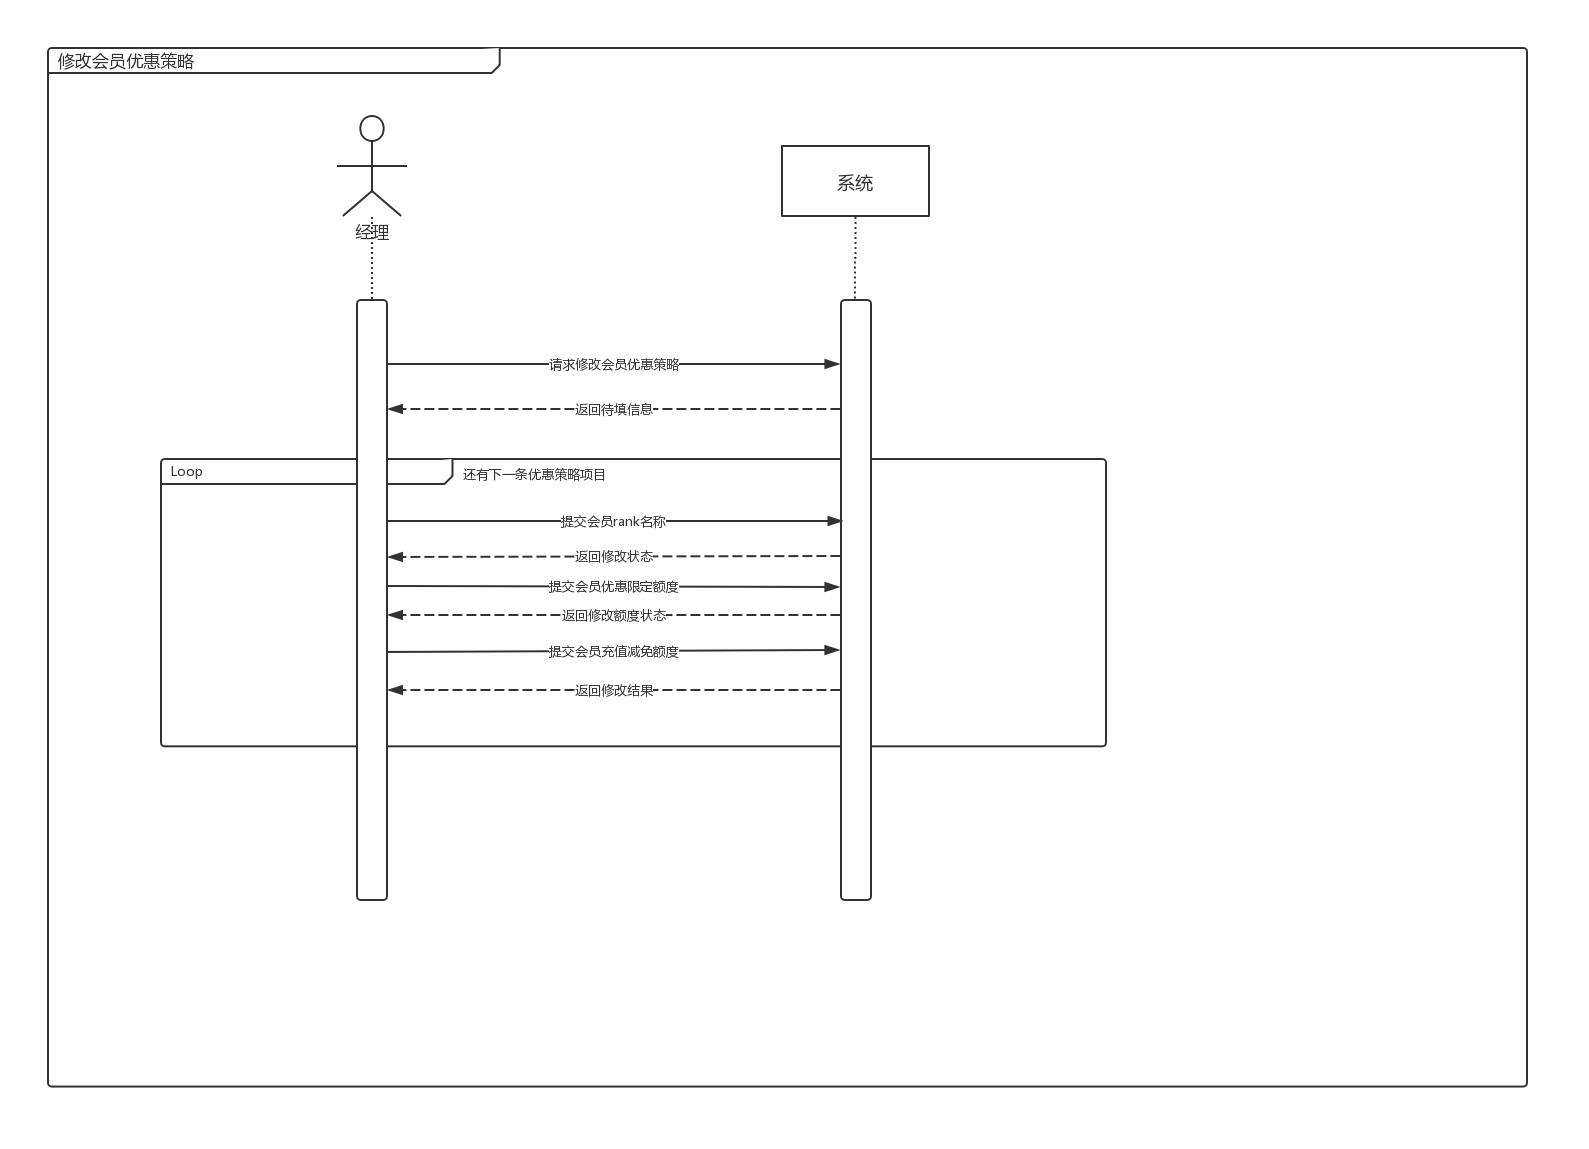 修改会员优惠策略
经理
系统
请求修改会员优惠策略
返回待填信息
Loop
还有下一条优惠策略项目
提交会员rank名称
返回修改状态
提交会员优惠限定额度
返回修改额度状态
提交会员充值减免额度
返回修改结果